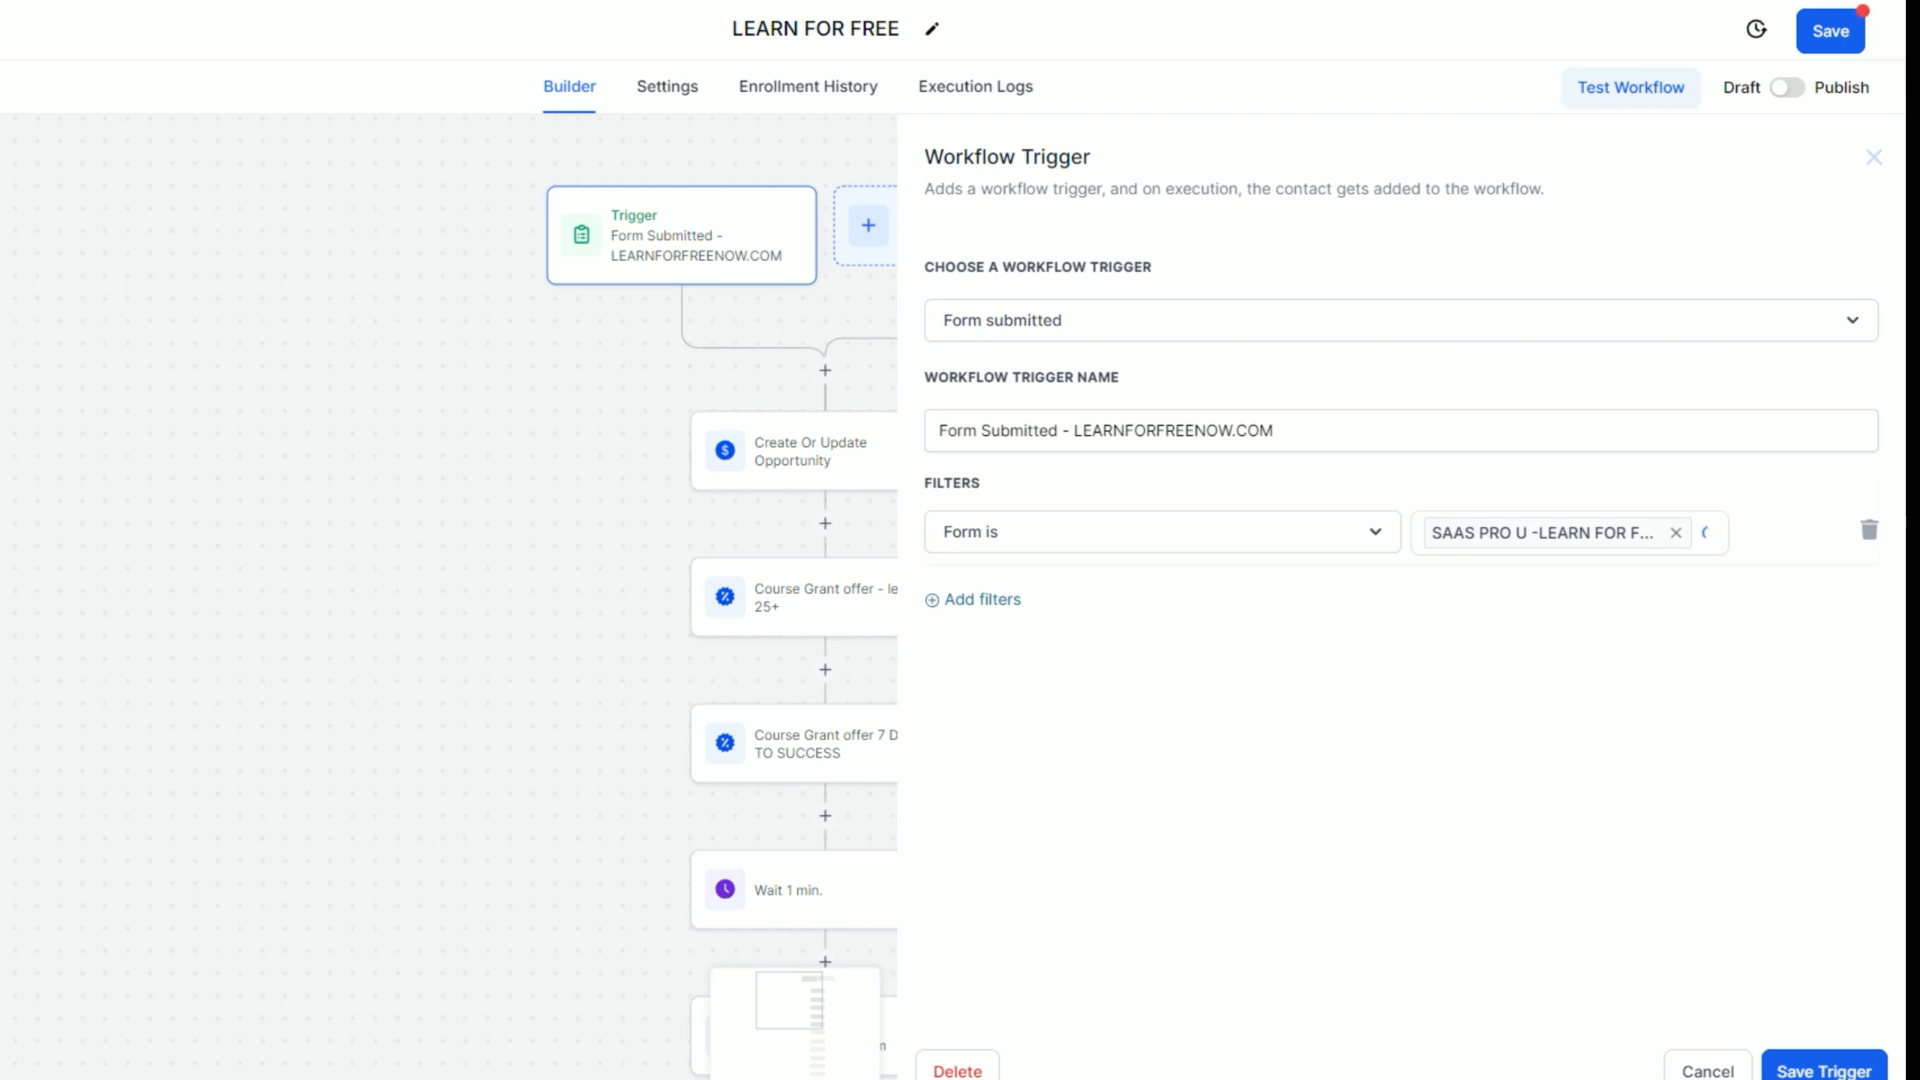 LEARN FOR FREE
Save
Builder
Settings
Enrollment History
Execution Logs
Test Workflow
Draft
Publish
Trigger
Form Submitted -
LEARNFORFREENOW.COM
Create Or Update
Opportunity
Course Grant offer - le
25+
Course Grant offer 7 D
TO SUCCESS
Wait 1 min.
Workflow Trigger
Adds a workflow trigger, and on execution, the contact gets added to the workflow.
CHOOSE A WORKFLOW TRIGGER
Form submitted
WORKFLOW TRIGGER NAME
Form Submitted - LEARNFORFREENOW.COM
FILTERS
Form is
SAAS PRO U -LEARN FOR F...
Add filters
Delete
Cancel
Save Trigger